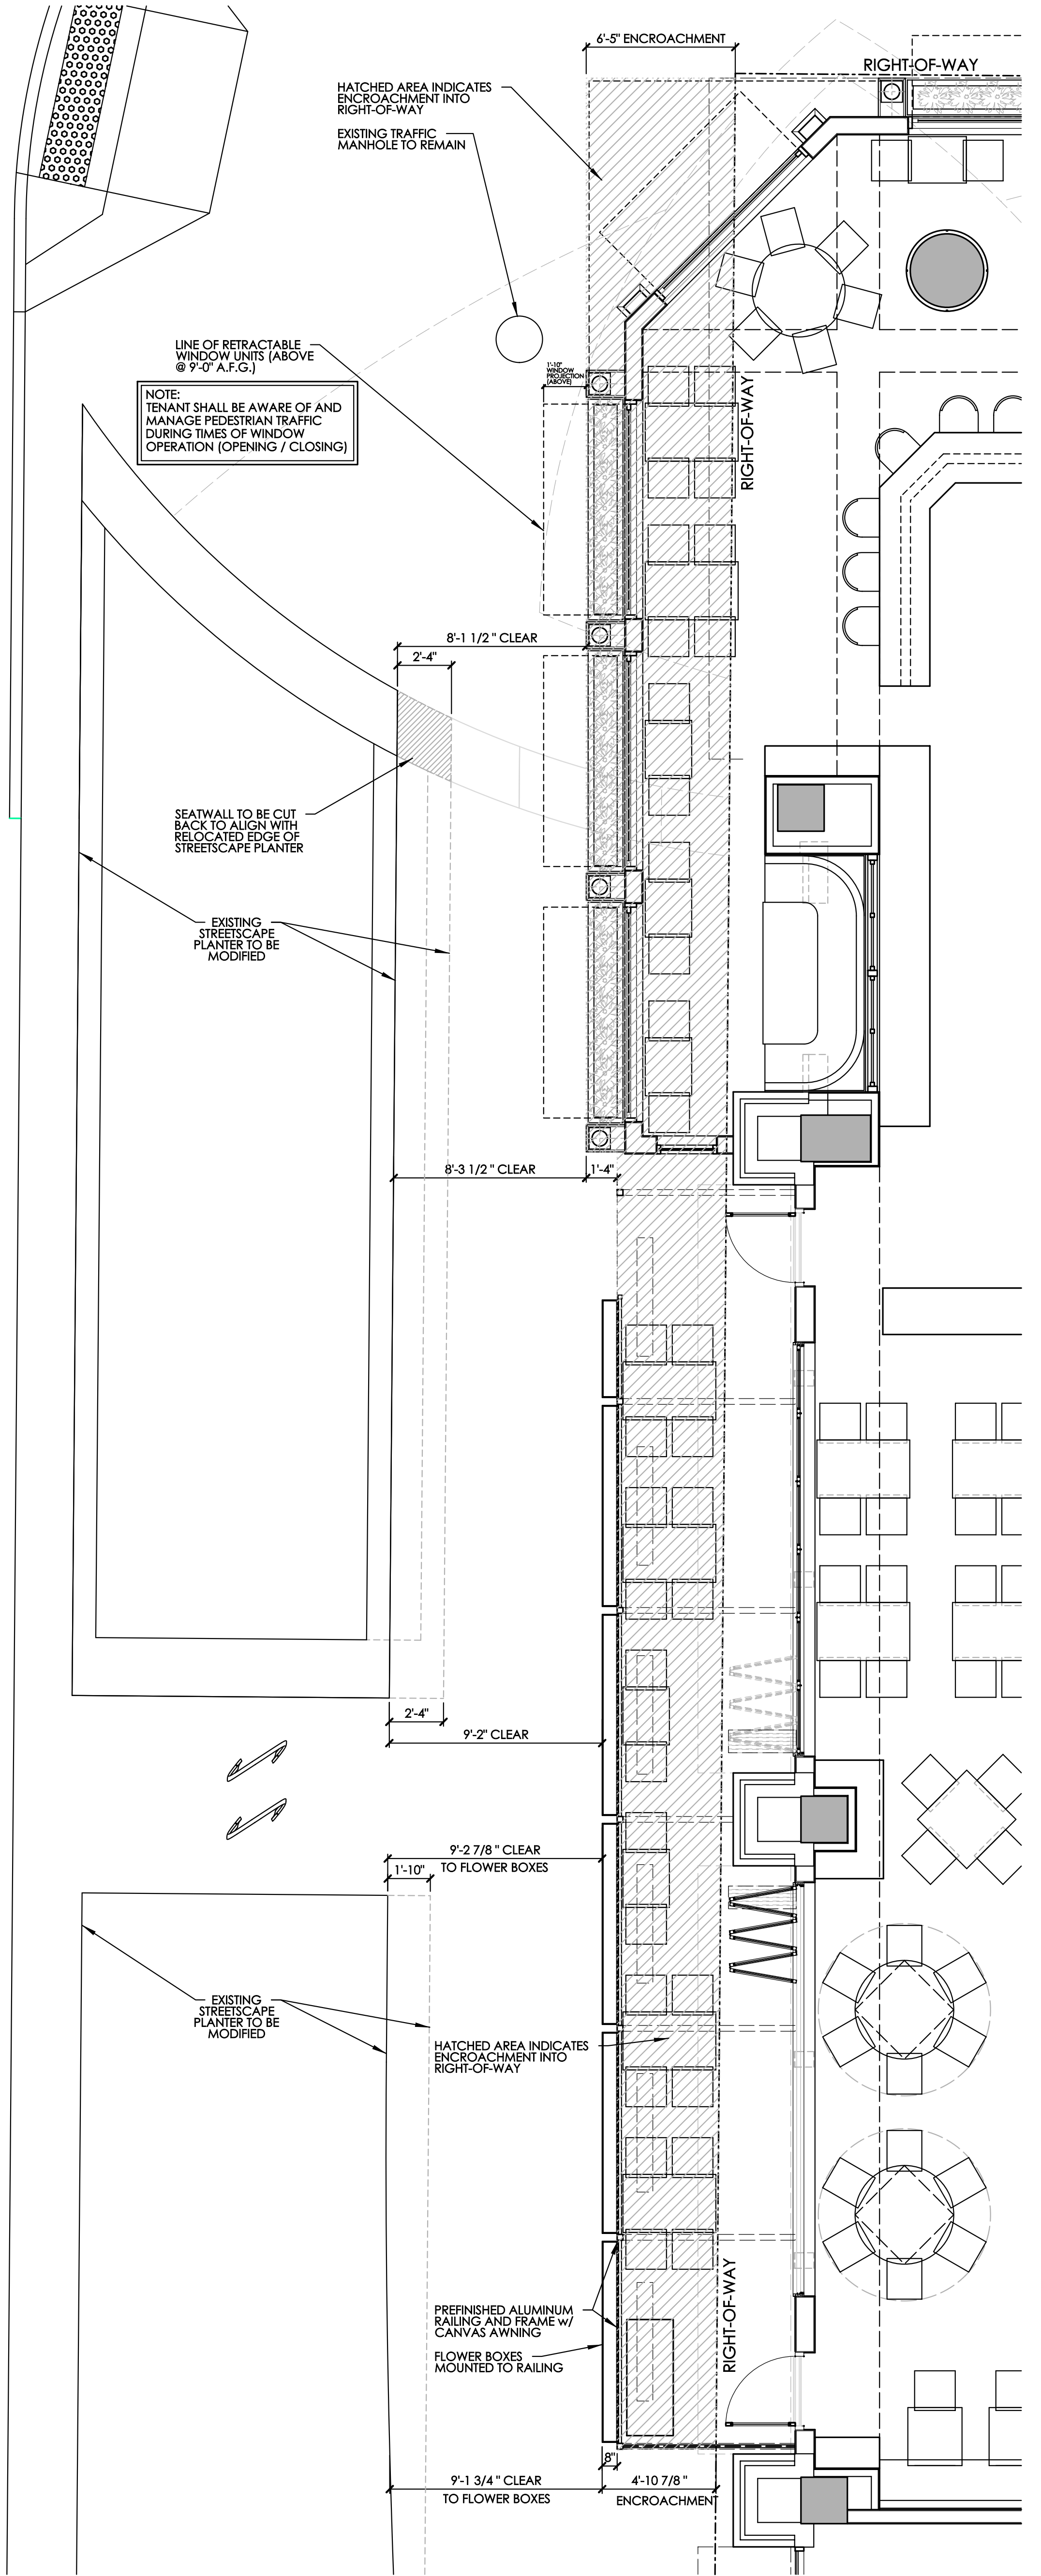 6'-5" ENCROACHMENT
RIGHT-OF-WAY
HATCHED AREA INDICATES
ENCROACHMENT INTO
RIGHT-OF-WAY
EXISTING TRAFFIC
MANHOLE TO REMAIN
LINE OF RETRACTABLE
WINDOW UNITS (ABOVE
@ 9'-0" A.F.G.)
1'-10"
WINDOW
PROJECTION
(ABOVE)
NOTE:
TENANT SHALL BE AWARE OF AND
MANAGE PEDESTRIAN TRAFFIC
DURING TIMES OF WINDOW
OPERATION (OPENING / CLOSING)
RIGHT-OF-WAY
8'-1 1/2 " CLEAR
2'-4"
SEATWALL TO BE CUT
BACK TO ALIGN WITH
RELOCATED EDGE OF
STREETSCAPE PLANTER
EXISTING
STREETSCAPE
PLANTER TO BE
MODIFIED
8'-3 1/2 " CLEAR
1'-4"
2'-4"
9'-2" CLEAR
9'-2 7/8 " CLEAR
TO FLOWER BOXES
1'-10"
EXISTING
STREETSCAPE
PLANTER TO BE
MODIFIED
HATCHED AREA INDICATES
ENCROACHMENT INTO
RIGHT-OF-WAY
RIGHT-OF-WAY
PREFINISHED ALUMINUM
RAILING AND FRAME w/
CANVAS AWNING
FLOWER BOXES
MOUNTED TO RAILING
8"
9'-1 3/4 " CLEAR
TO FLOWER BOXES
4'-10 7/8 "
ENCROACHMENT